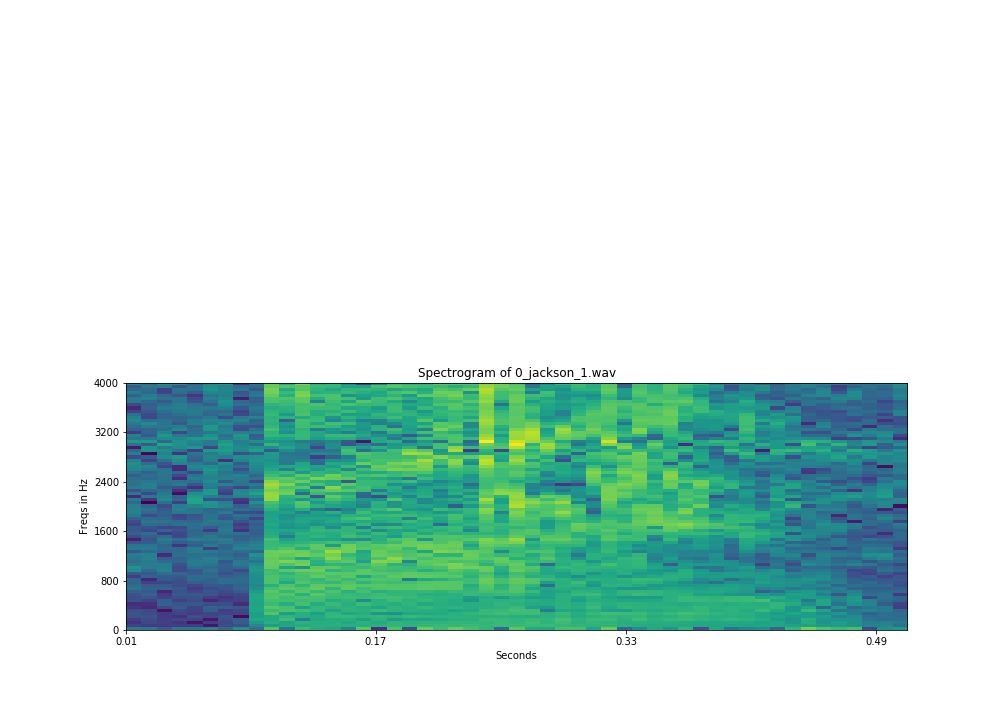 Spectrogram of 0_jackson_1.wav
4000
3200
2400
1600
800
0
Freqs in Hz
0.01 0.17 0.33 0.49
Seconds